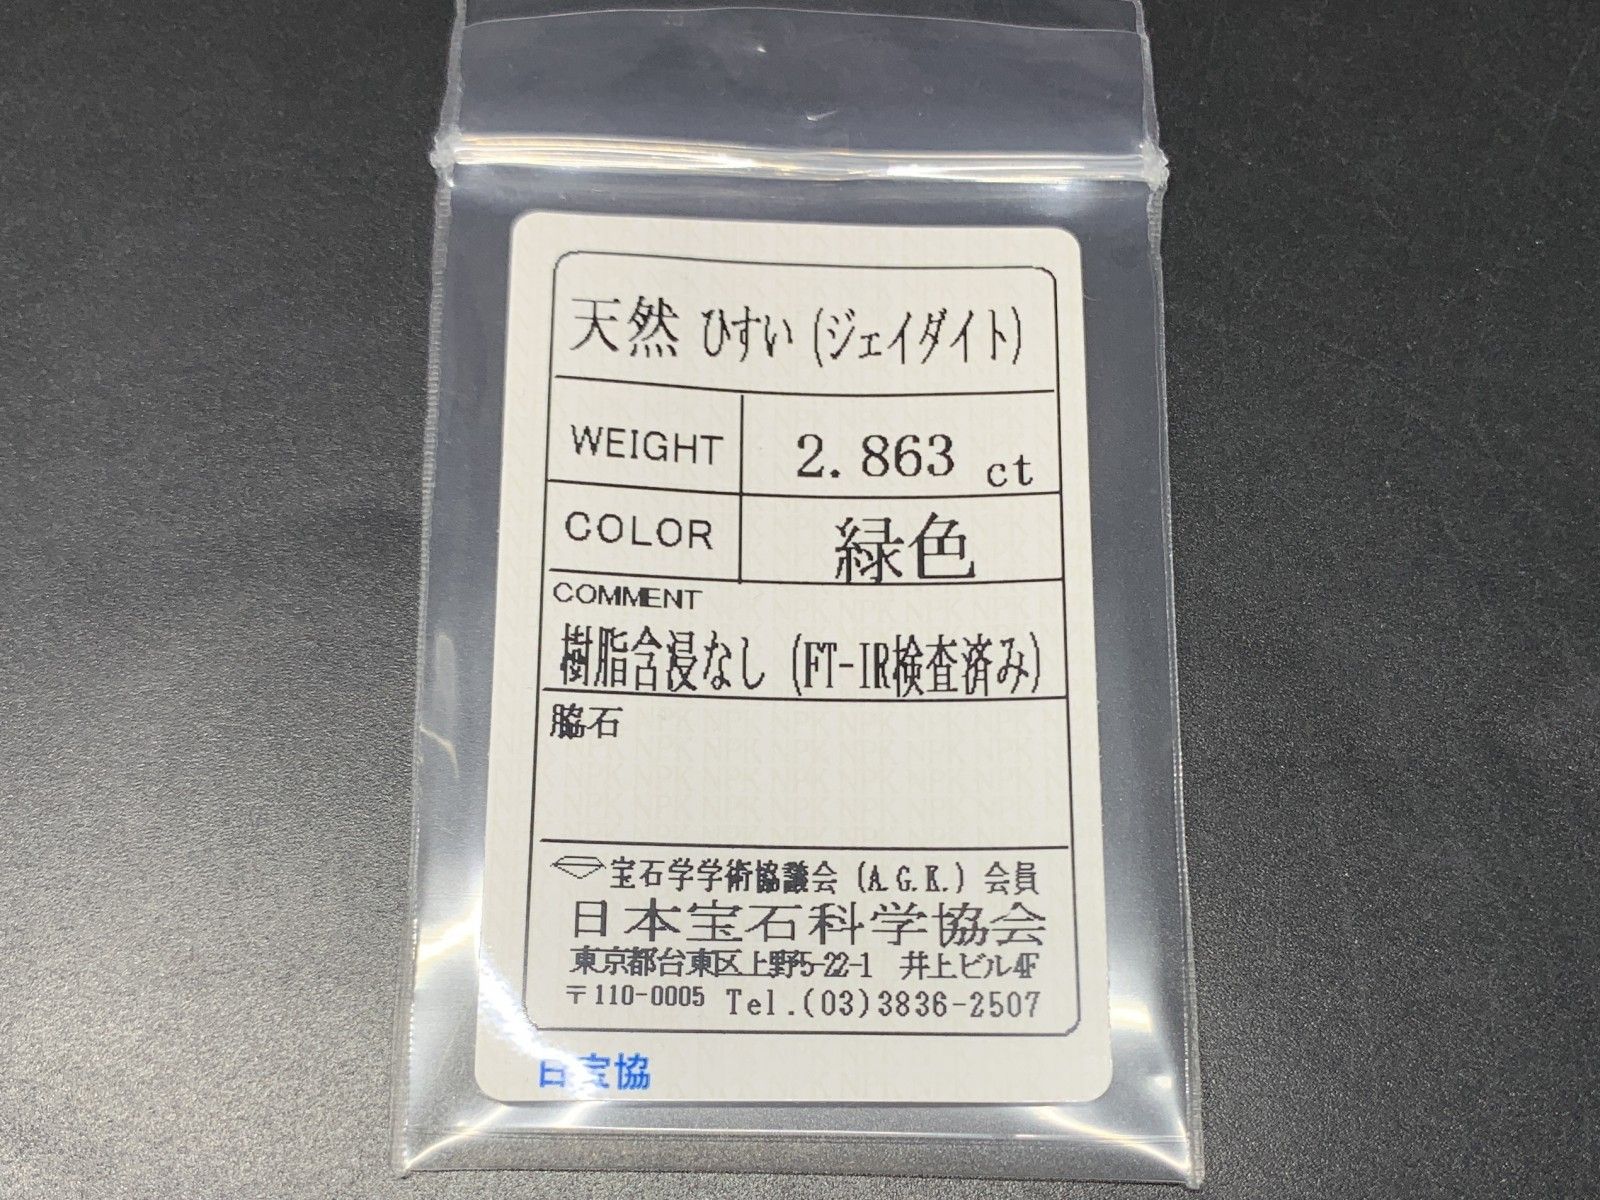 天然 ひすい (ジェイダイト)
WEIGHT 2.863 ct
COLOR 緑色
COMMENT
樹脂含浸なし (FT-IR検査済み)
脇石
宝石学学術協議会 (A.G.K.) 会員
日本宝石科学協会
東京都台東区上野5-22-1 井上ビル4F
〒110-0005 Tel.(03)3836-2507
日宝協